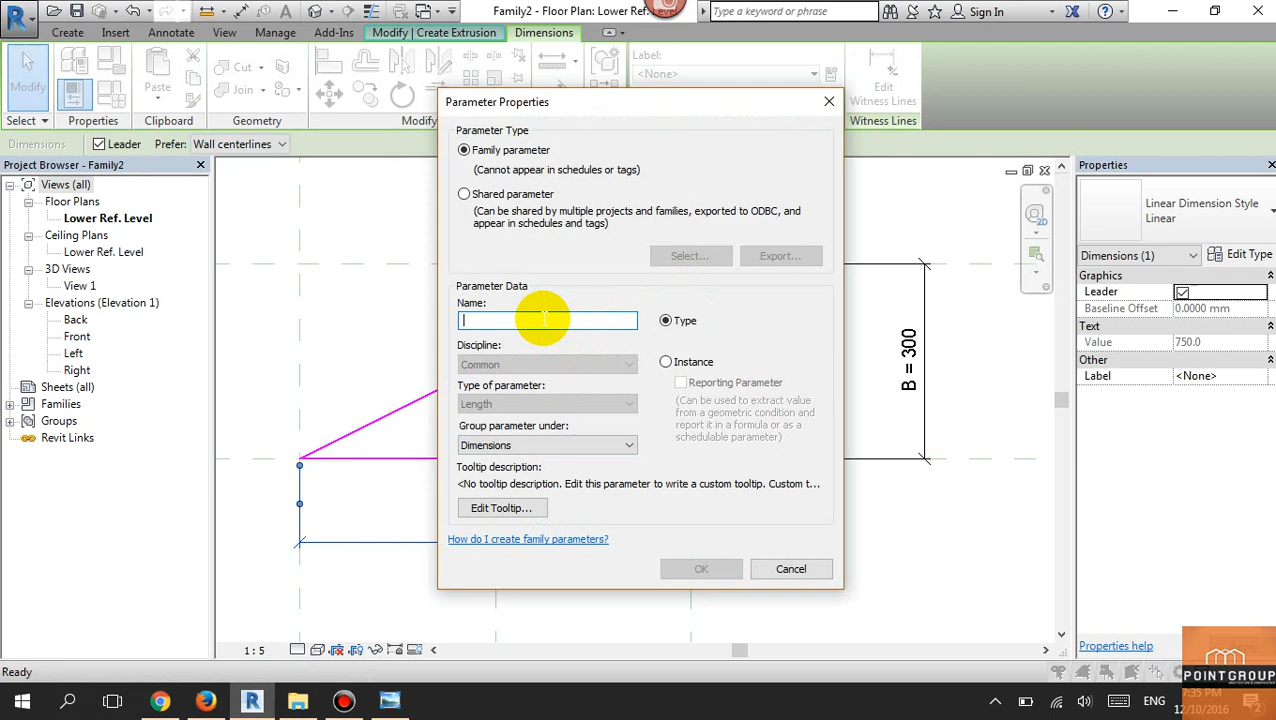 Family2 - Floor Plan: Lower Ref. Level
Type a keyword or phrase
Sign In
Create Insert Annotate View Manage Add-Ins Modify | Create Extrusion Dimensions
Modify
Paste
Cut
Join
Label:
<None>
Edit
Witness Lines
Select Properties Clipboard Geometry Witness Lines
Dimensions Leader Prefer: Wall centerlines
Project Browser - Family2
Views (all)
Floor Plans
Lower Ref. Level
Ceiling Plans
Lower Ref. Level
3D Views
View 1
Elevations (Elevation 1)
Back
Front
Left
Right
Sheets (all)
Families
Groups
Revit Links
Parameter Properties
Parameter Type
Family parameter
(Cannot appear in schedules or tags)
Shared parameter
(Can be shared by multiple projects and families, exported to ODBC, and
appear in schedules and tags)
Select...
Export...
Parameter Data
Name:
Type
Discipline:
Common
Instance
Type of parameter:
Length
Reporting Parameter
(Can be used to extract value
from a geometric condition and
report it in a formula or as a
schedulable parameter)
Group parameter under:
Dimensions
Tooltip description:
<No tooltip description. Edit this parameter to write a custom tooltip. Custom t...
Edit Tooltip...
How do I create family parameters?
OK
Cancel
B = 300
2D
Properties
Linear Dimension Style
Linear
Dimensions (1)
Edit Type
Graphics
Leader
Baseline Offset 0.0000 mm
Text
Value 750.0
Other
Label <None>
Properties help
1 : 5
Ready
POINTGROUP
ENG
7:35 PM
12/10/2016